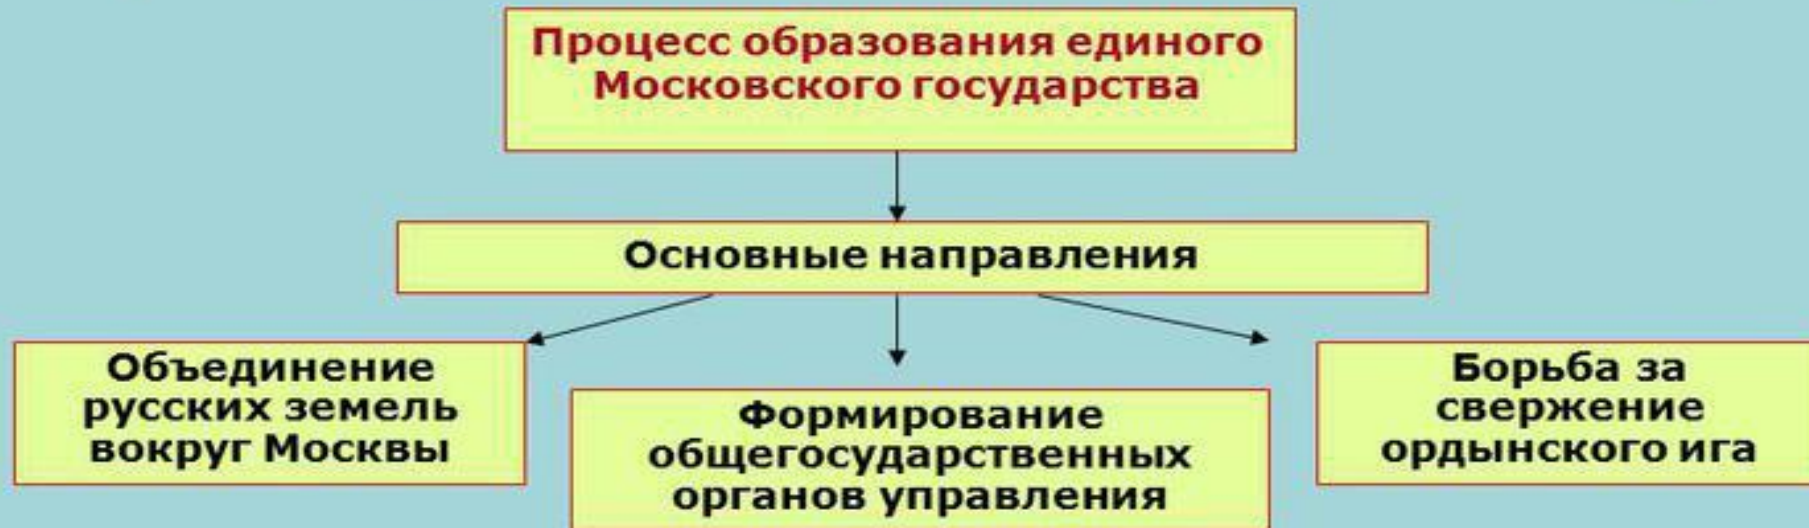 Процесс образования единого
Московского государства
Основные направления
Объединение
русских земель
вокруг Москвы
Формирование
общегосударственных
органов управления
Борьба за
свержение
ордынского ига